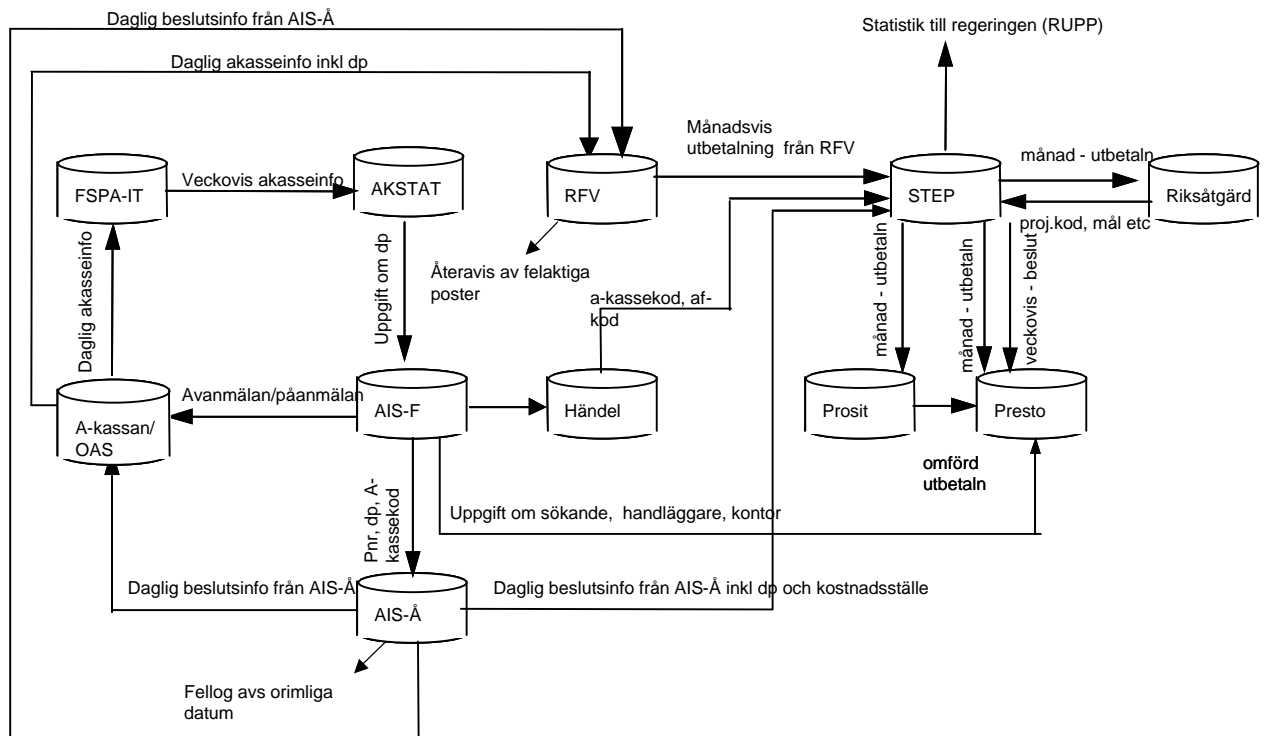 Daglig beslutsinfo från AIS-Å
Statistik till regeringen (RUPP)
Daglig akasseinfo inkl dp
Månadsvis
utbetalning från RFV
FSPA-IT
Veckovis akasseinfo
AKSTAT
RFV
STEP
månad - utbetaln
Riksåtgärd
proj.kod, mål etc
Daglig akasseinfo
Uppgift om dp
Återavis av felaktiga
poster
a-kassekod, af-
kod
månad - utbetaln
månad - utbetaln
veckovis - beslut
A-kassan/
OAS
Avanmälan/påanmälan
AIS-F
Händel
Prosit
Presto
omförd
utbetaln
Pnr, dp, A-
kassekod
Uppgift om sökande, handläggare, kontor
Daglig beslutsinfo från AIS-Å
AIS-Å
Daglig beslutsinfo från AIS-Å inkl dp och kostnadsställe
Fellog avs orimliga
datum